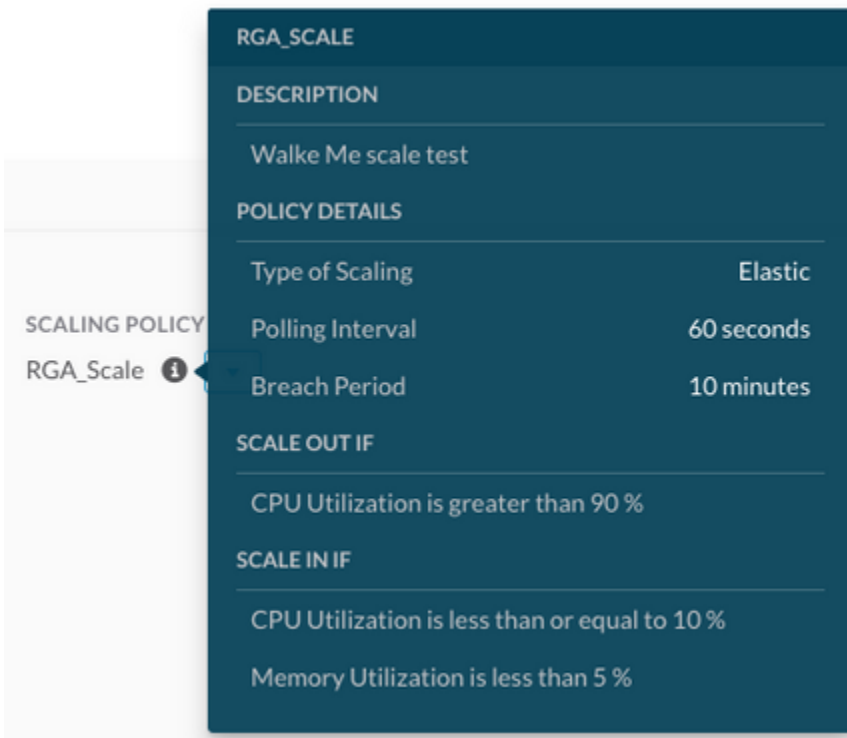 RGA_SCALE
DESCRIPTION
Walke Me scale test
POLICY DETAILS
Type of Scaling Elastic
SCALING POLICY
Polling Interval 60 seconds
RGA_Scale
Breach Period 10 minutes
SCALE OUT IF
CPU Utilization is greater than 90 %
SCALE IN IF
CPU Utilization is less than or equal to 10 %
Memory Utilization is less than 5 %